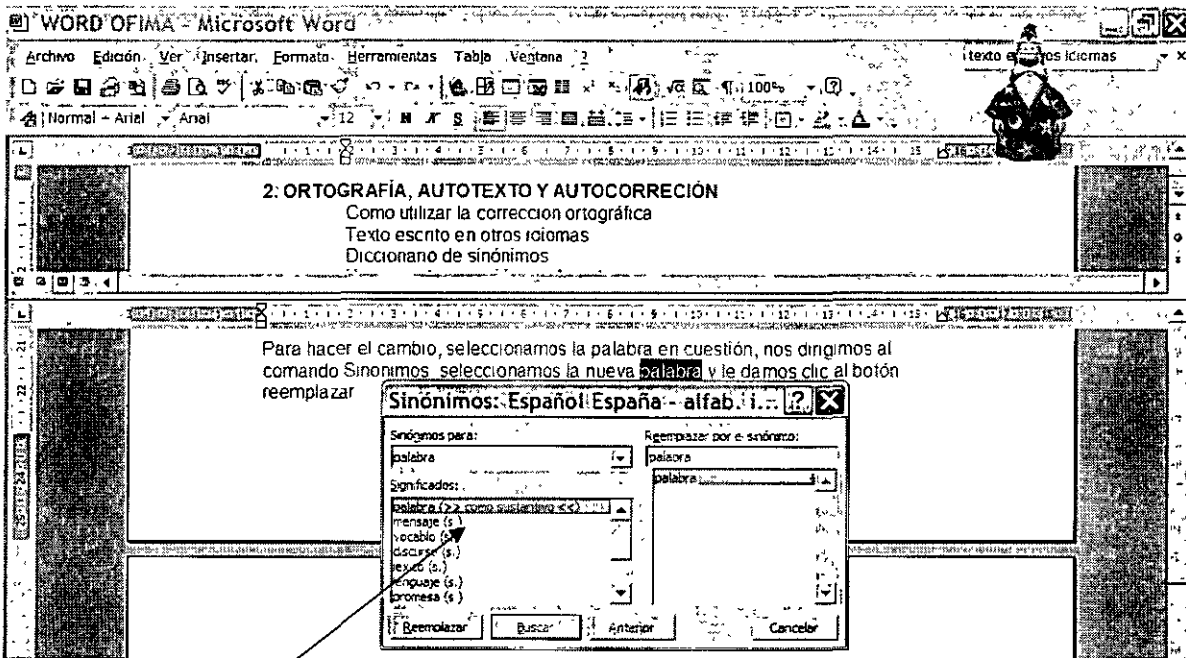 WORD OFIMA - Microsoft Word
Archivo Edición Ver Insertar Formato Herramientas Tabla Ventana ?
texto idiomas
100%
Normal + Arial Arial 12 N K S
2: ORTOGRAFÍA, AUTOTEXTO Y AUTOCORRECIÓN
Como utilizar la correccion ortográfica
Texto escrito en otros idiomas
Diccionario de sinónimos
Para hacer el cambio, seleccionamos la palabra en cuestión, nos dirigimos al
comando Sinonimos seleccionamos la nueva palabra y le damos clic al botón
reemplazar
Sinónimos: Español España - alfab. i...
Sinónimos para:
Reemplazar por el sinónimo:
palabra
palabra
Significados:
palabra
palabra (>> como sustantivo <<)
mensaje (s.)
vocablo (s.)
discurso (s.)
lexico (s.)
lenguaje (s.)
promesa (s.)
Reemplazar Buscar Anterior Cancelar